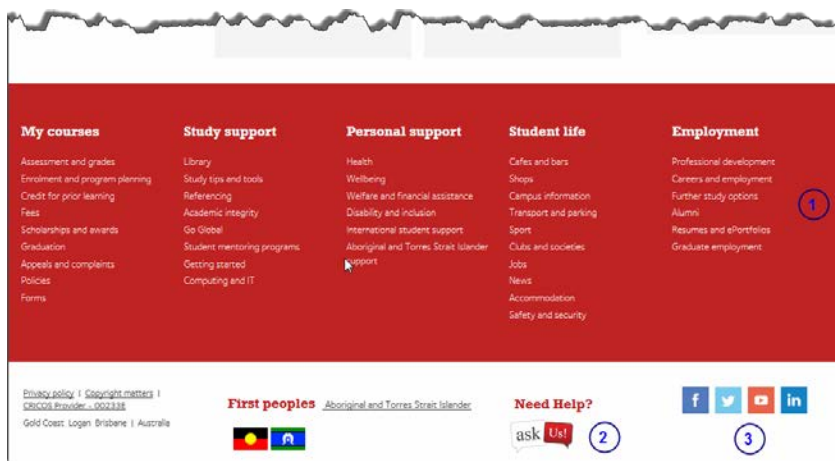 My courses
Assessment and grades
Enrolment and program planning
Credit for prior learning
Fees
Scholarships and awards
Graduation
Appeals and complaints
Policies
Forms
Study support
Library
Study tips and tools
Referencing
Academic integrity
Go Global
Student mentoring programs
Getting started
Computing and IT
Personal support
Health
Wellbeing
Welfare and financial assistance
Disability and inclusion
International student support
Aboriginal and Torres Strait Islander
support
Student life
Cafes and bars
Shops
Campus information
Transport and parking
Sport
Clubs and societies
Jobs
News
Accommodation
Safety and security
Employment
Professional development
Careers and employment
Further study options
Alumni
Resumes and ePortfolios
Graduate employment
1
Privacy policy | Copyright matters |
CRICOS Provider - 00233E
Gold Coast Logan Brisbane | Australia
First peoples Aboriginal and Torres Strait Islander
Need Help?
ask Us!
2
f
in
3